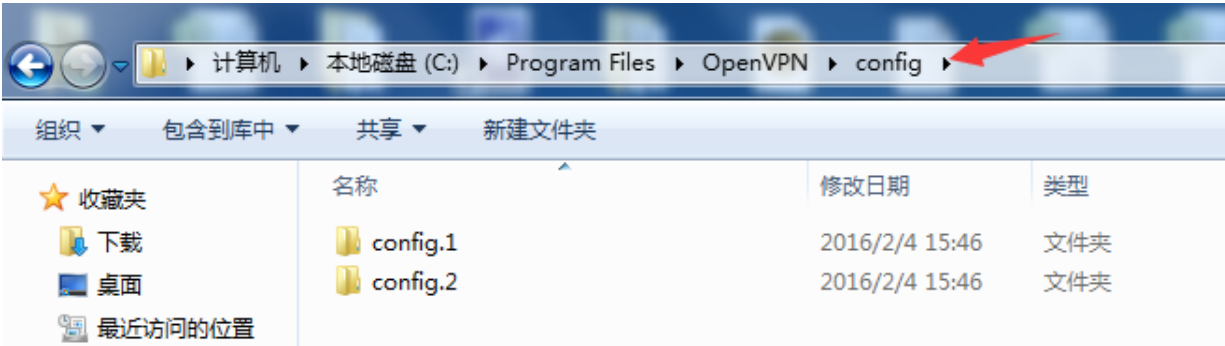 计算机 本地磁盘 (C:) Program Files OpenVPN config
组织 包含到库中 共享 新建文件夹
收藏夹
下载
桌面
最近访问的位置
名称 修改日期 类型
config.1 2016/2/4 15:46 文件夹
config.2 2016/2/4 15:46 文件夹